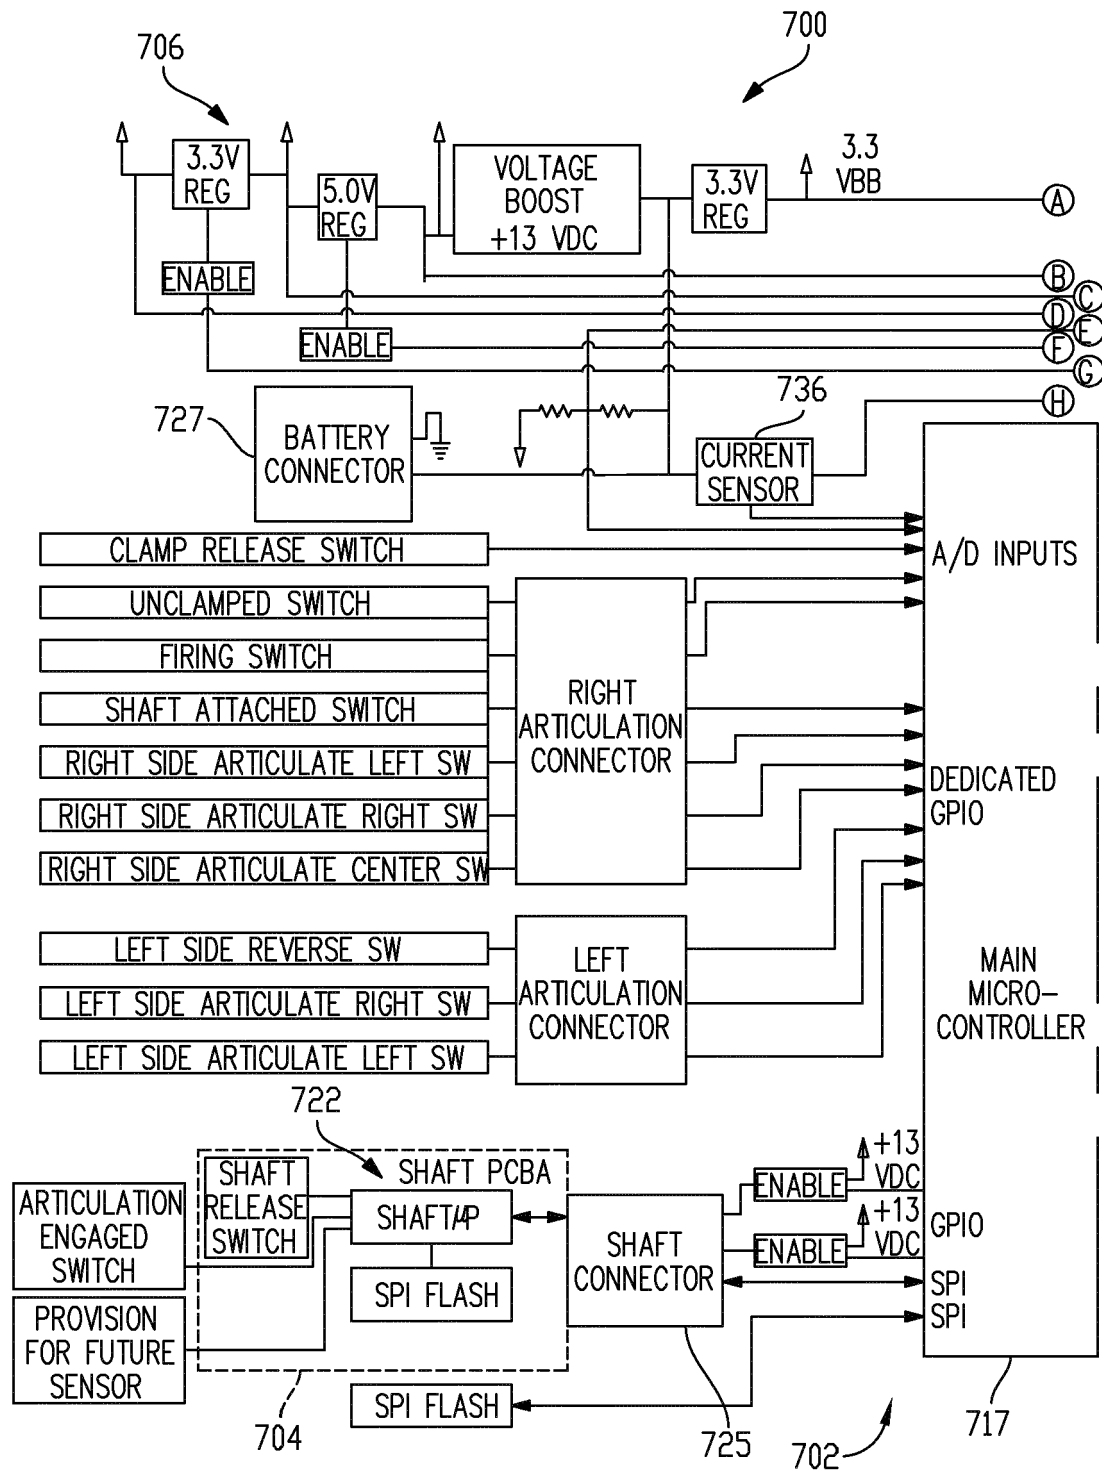 706
700
3.3V
REG
5.0V
REG
VOLTAGE
BOOST
+13 VDC
3.3V
REG
3.3
VBB
A
ENABLE
B
C
D
E
ENABLE
F
G
727
BATTERY
CONNECTOR
736
H
CURRENT
SENSOR
CLAMP RELEASE SWITCH
A/D INPUTS
UNCLAMPED SWITCH
FIRING SWITCH
SHAFT ATTACHED SWITCH
RIGHT SIDE ARTICULATE LEFT SW
RIGHT SIDE ARTICULATE RIGHT SW
RIGHT SIDE ARTICULATE CENTER SW
RIGHT
ARTICULATION
CONNECTOR
DEDICATED
GPIO
LEFT SIDE REVERSE SW
LEFT SIDE ARTICULATE RIGHT SW
LEFT SIDE ARTICULATE LEFT SW
LEFT
ARTICULATION
CONNECTOR
MAIN
MICRO-
CONTROLLER
722
SHAFT PCBA
SHAFT
RELEASE
SWITCH
SHAFT µP
SPI FLASH
ARTICULATION
ENGAGED
SWITCH
PROVISION
FOR FUTURE
SENSOR
SHAFT
CONNECTOR
ENABLE
+13
VDC
ENABLE
+13
VDC
GPIO
SPI
SPI
SPI FLASH
704
725
702
717